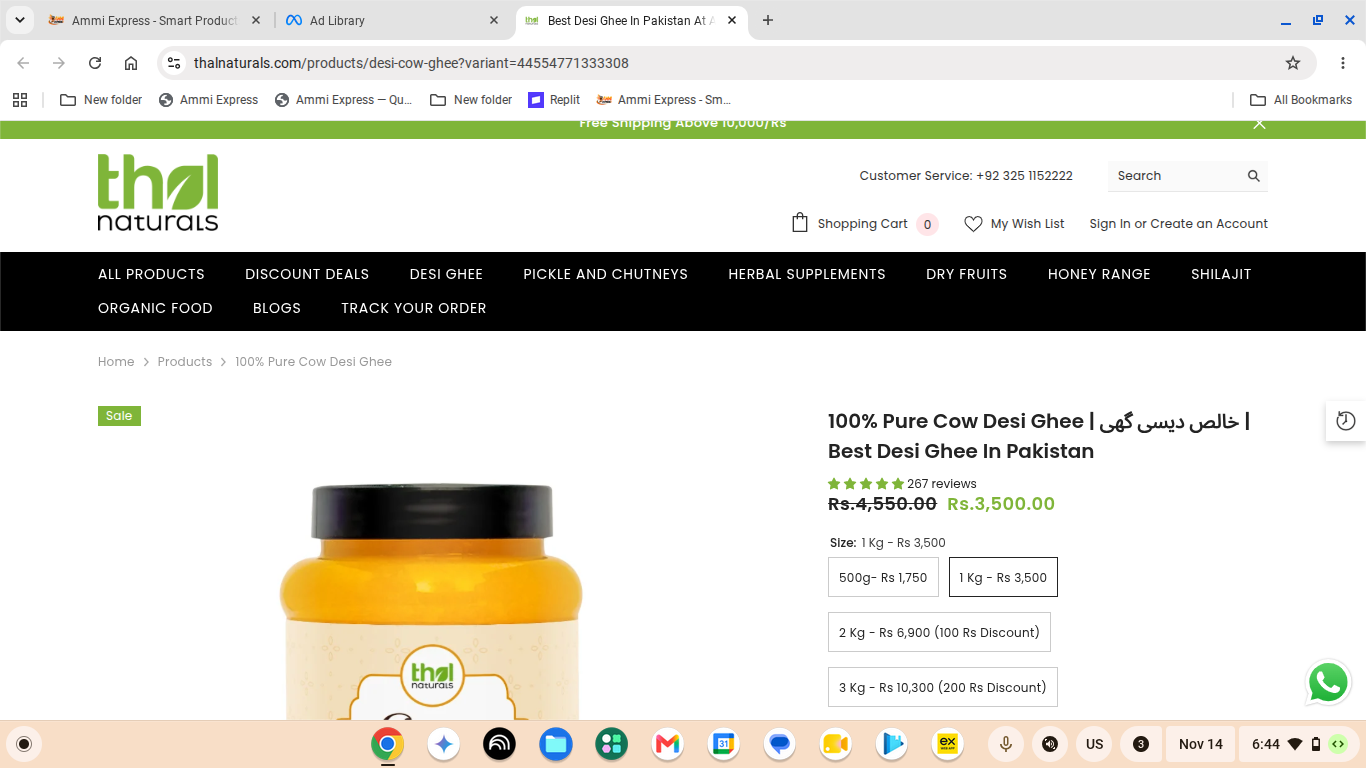 Ammi Express - Smart Product
Ad Library
Best Desi Ghee In Pakistan At A
thalnaturals.com/products/desi-cow-ghee?variant=44554771333308
New folder
Ammi Express
Ammi Express — Qu...
New folder
Replit
Ammi Express - Sm...
All Bookmarks
Free Shipping Above 10,000/Rs
thal
naturals
Customer Service: +92 325 1152222
Search
Shopping Cart 0
My Wish List
Sign In or Create an Account
ALL PRODUCTS
DISCOUNT DEALS
DESI GHEE
PICKLE AND CHUTNEYS
HERBAL SUPPLEMENTS
DRY FRUITS
HONEY RANGE
SHILAJIT
ORGANIC FOOD
BLOGS
TRACK YOUR ORDER
Home
Products
100% Pure Cow Desi Ghee
Sale
thal
naturals
100% Pure Cow Desi Ghee | خالص دیسی گھی |
Best Desi Ghee In Pakistan
267 reviews
Rs.4,550.00 Rs.3,500.00
Size: 1 Kg - Rs 3,500
500g- Rs 1,750
1 Kg - Rs 3,500
2 Kg - Rs 6,900 (100 Rs Discount)
3 Kg - Rs 10,300 (200 Rs Discount)
31
ex
US
3
Nov 14
6:44